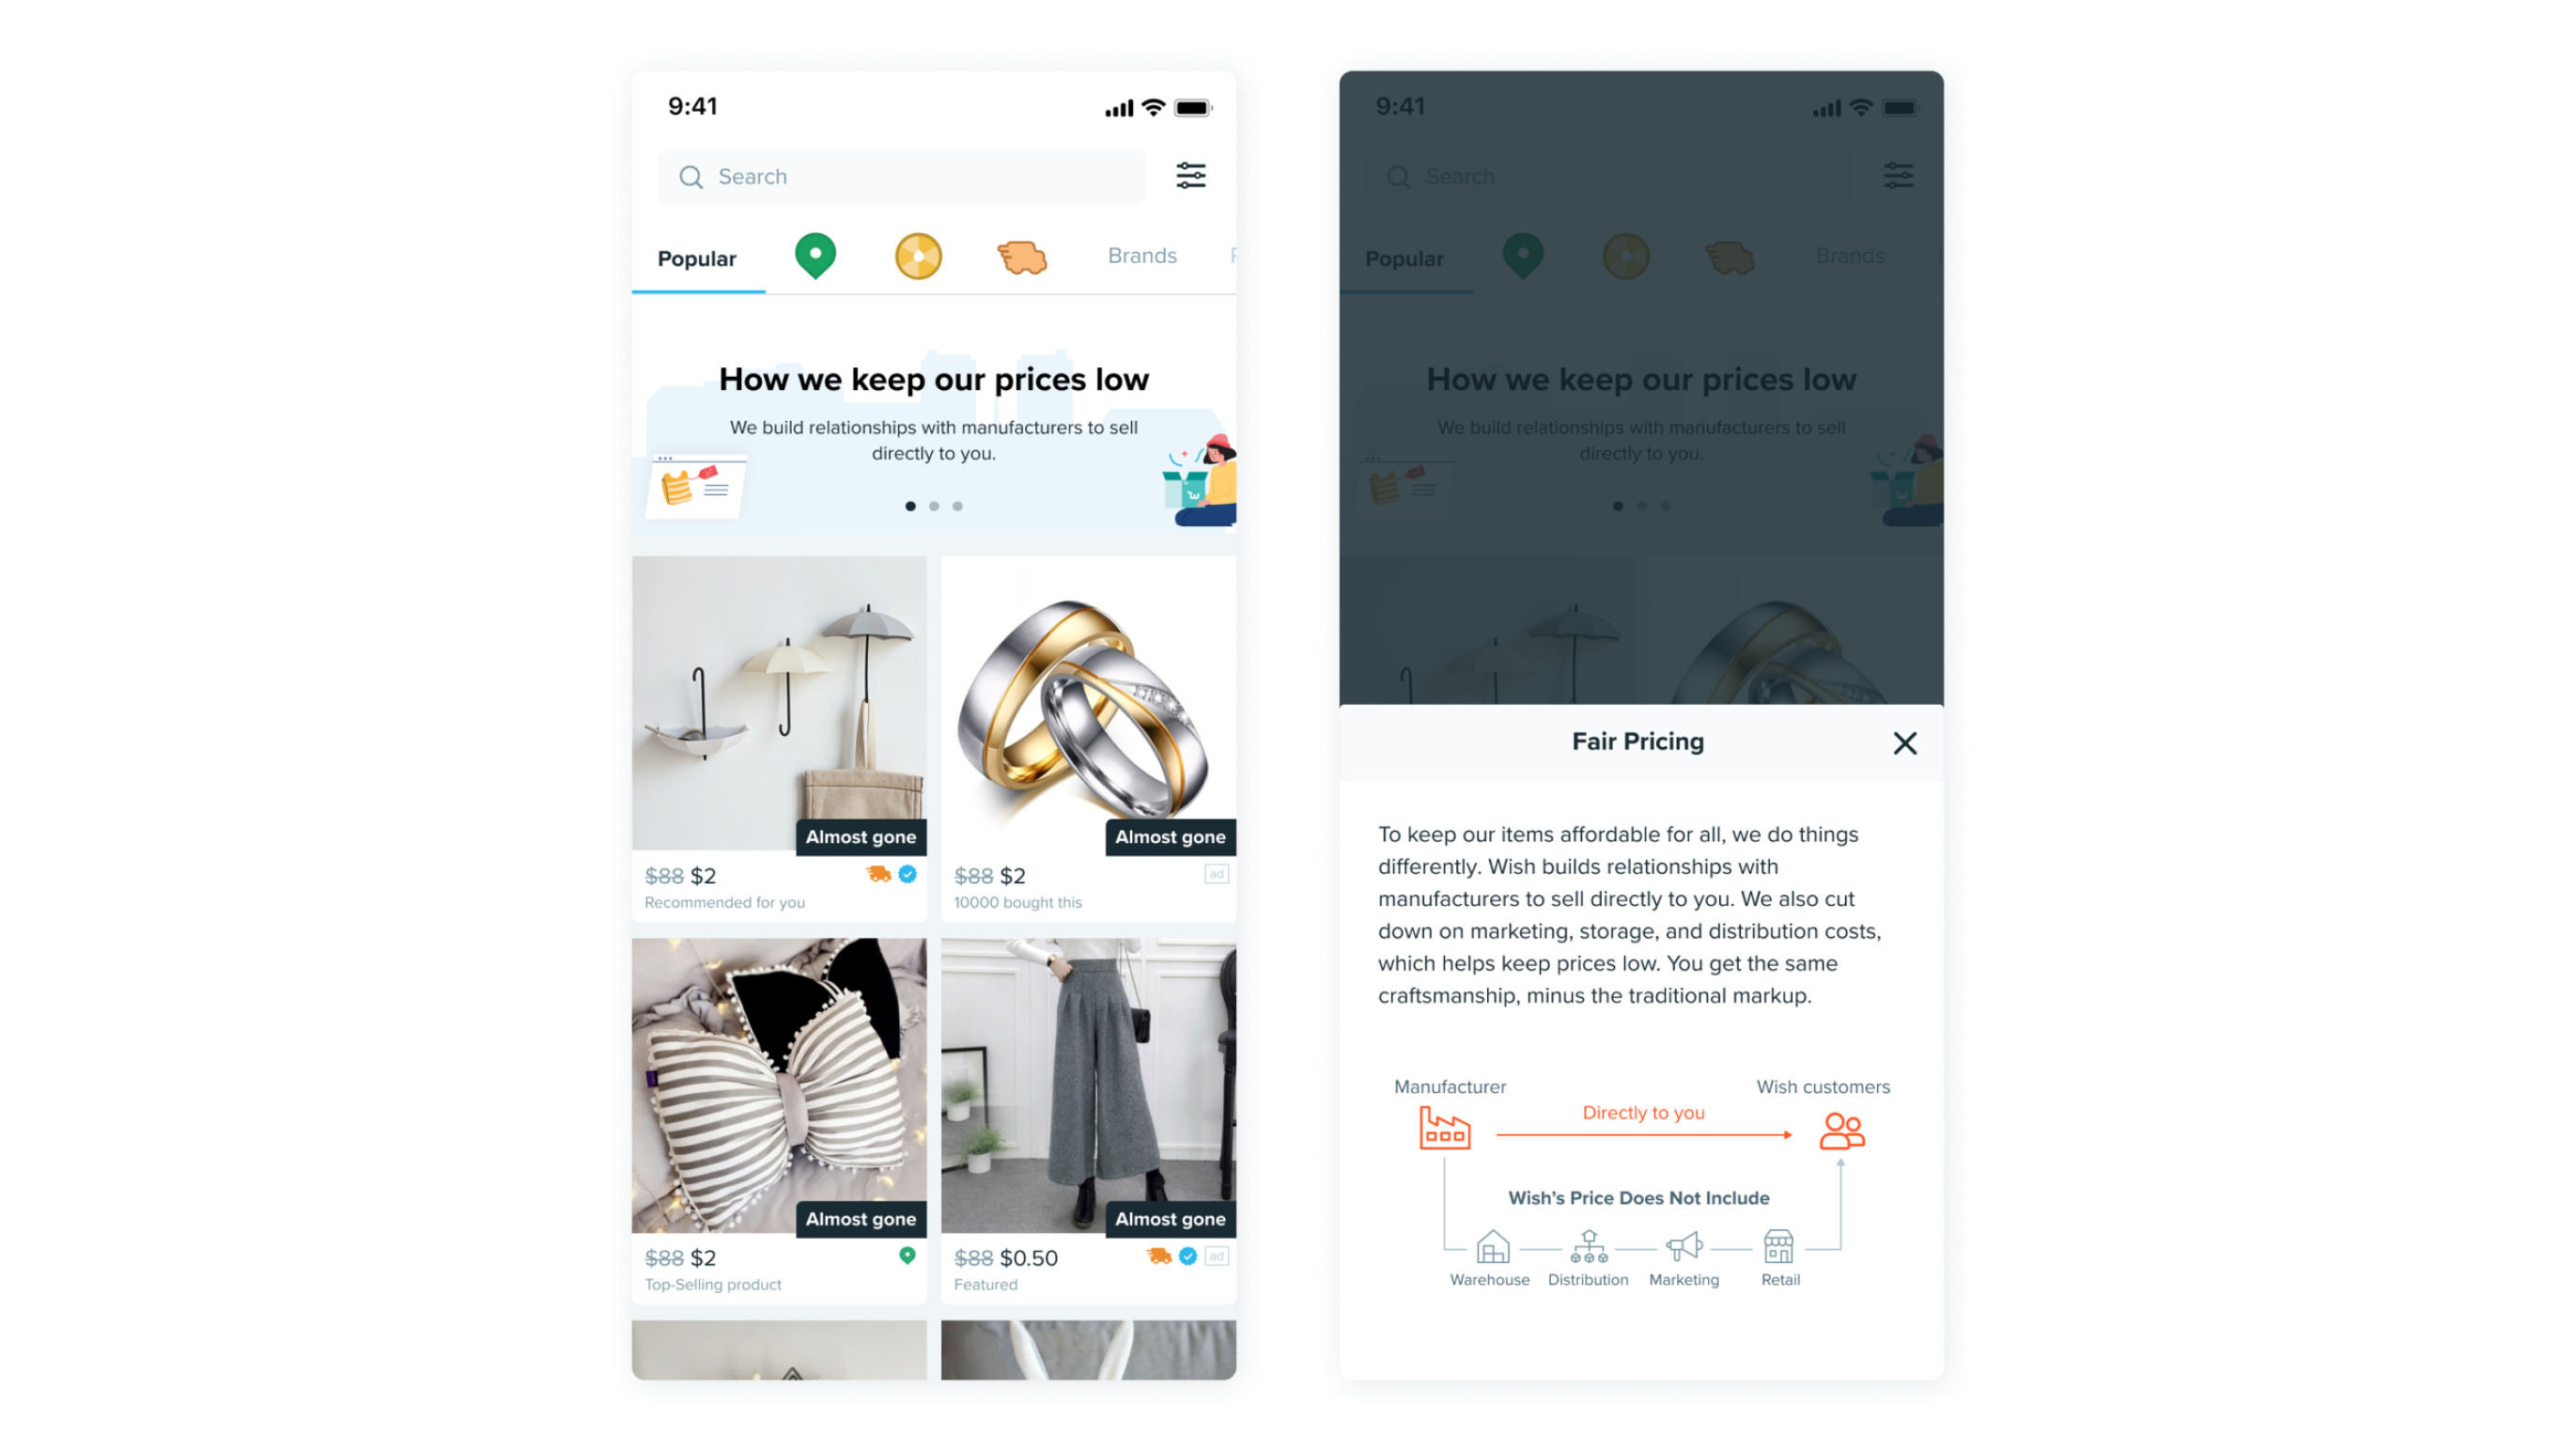 9:41
Search
Popular
Brands
How we keep our prices low
We build relationships with manufacturers to sell
directly to you.
Almost gone
$88 $2
Recommended for you
Almost gone
$88 $2
ad
10000 bought this
Almost gone
$88 $2
Top-Selling product
Almost gone
$88 $0.50
ad
Featured
9:41
Search
Popular
Brands
How we keep our prices low
We build relationships with manufacturers to sell
directly to you.
Fair Pricing
To keep our items affordable for all, we do things
differently. Wish builds relationships with
manufacturers to sell directly to you. We also cut
down on marketing, storage, and distribution costs,
which helps keep prices low. You get the same
craftsmanship, minus the traditional markup.
Manufacturer
Wish customers
Directly to you
Wish's Price Does Not Include
Warehouse
Distribution
Marketing
Retail